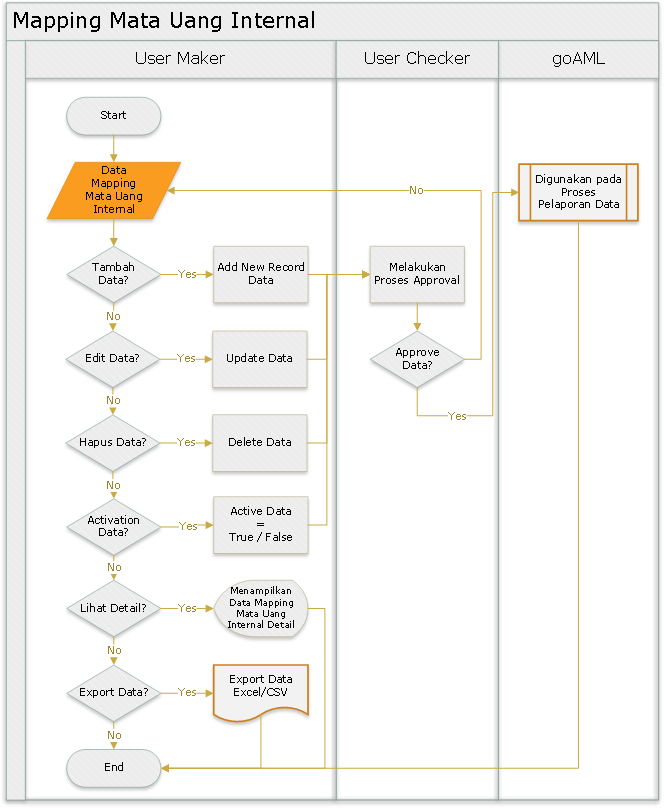 Mapping Mata Uang Internal
User Maker
User Checker
goAML
Start
Data
Mapping
Mata Uang
Internal
No
Digunakan pada
Proses
Pelaporan Data
Tambah
Data?
Yes
Add New Record
Data
Melakukan
Proses Approval
No
Edit Data?
Yes
Update Data
Approve
Data?
No
Yes
Hapus Data?
Yes
Delete Data
No
Activation
Data?
Yes
Active Data
=
True / False
No
Lihat Detail?
Yes
Menampilkan
Data Mapping
Mata Uang
Internal Detail
No
Export Data?
Yes
Export Data
Excel/CSV
No
End